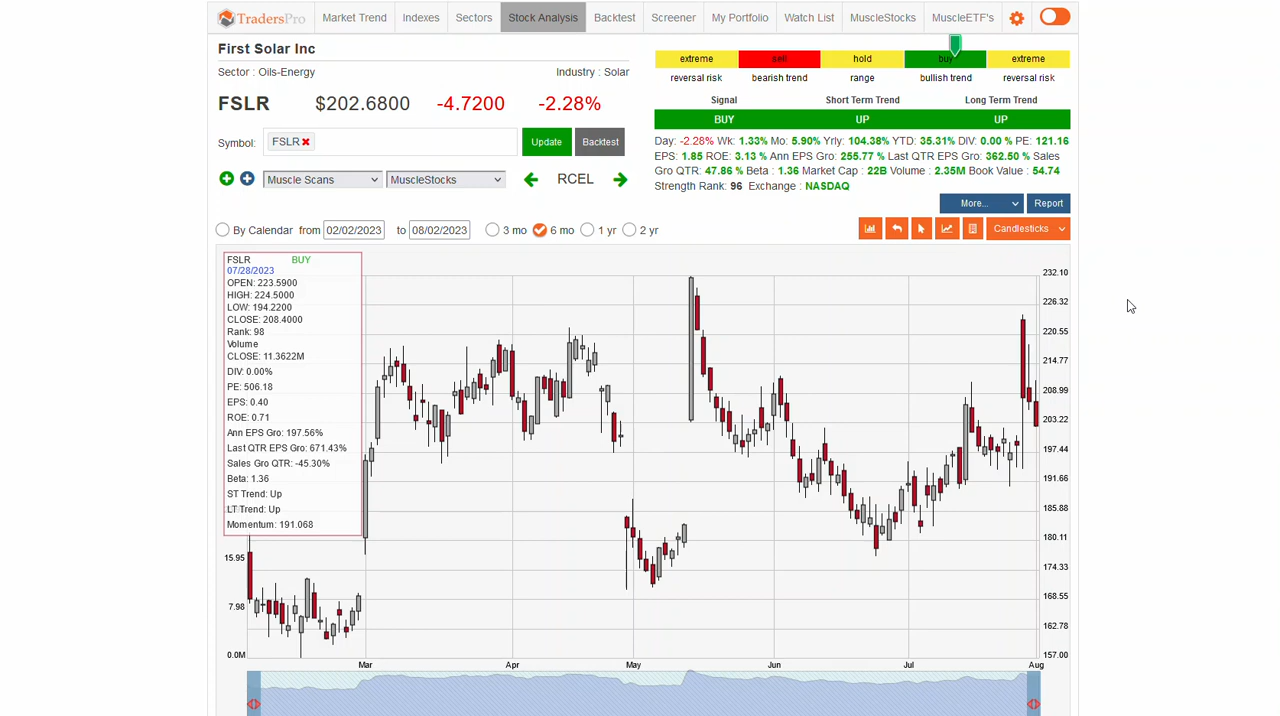 TradersPro Market Trend Indexes Sectors Stock Analysis Backtest Screener My Portfolio Watch List MuscleStocks MuscleETF's
First Solar Inc
Sector : Oils-Energy Industry : Solar
FSLR $202.6800 -4.7200 -2.28%
Symbol: FSLR Update Backtest
Muscle Scans MuscleStocks RCEL
extreme sell hold buy extreme
reversal risk bearish trend range bullish trend reversal risk
Signal Short Term Trend Long Term Trend
BUY UP UP
Day: -2.28% Wk: 1.33% Mo: 5.90% Yrly: 104.38% YTD: 35.31% DIV: 0.00 % PE: 121.16
EPS: 1.85 ROE: 3.13 % Ann EPS Gro: 255.77 % Last QTR EPS Gro: 362.50 % Sales
Gro QTR: 47.86 % Beta : 1.36 Market Cap : 22B Volume : 2.35M Book Value : 54.74
Strength Rank: 96 Exchange : NASDAQ
More... Report
By Calendar from 02/02/2023 to 08/02/2023 3 mo 6 mo 1 yr 2 yr Candlesticks
FSLR BUY
07/28/2023
OPEN: 223.5900
HIGH: 224.5000
LOW: 194.2200
CLOSE: 208.4000
Rank: 98
Volume
CLOSE: 11.3622M
DIV: 0.00%
PE: 506.18
EPS: 0.40
ROE: 0.71
Ann EPS Gro: 197.56%
Last QTR EPS Gro: 671.43%
Sales Gro QTR: -45.30%
Beta: 1.36
ST Trend: Up
LT Trend: Up
Momentum: 191.068
15.95
7.98
0.0M
232.10
226.32
220.55
214.77
208.99
203.22
197.44
191.66
185.88
180.11
174.33
168.55
162.78
157.00
Mar Apr May Jun Jul Aug